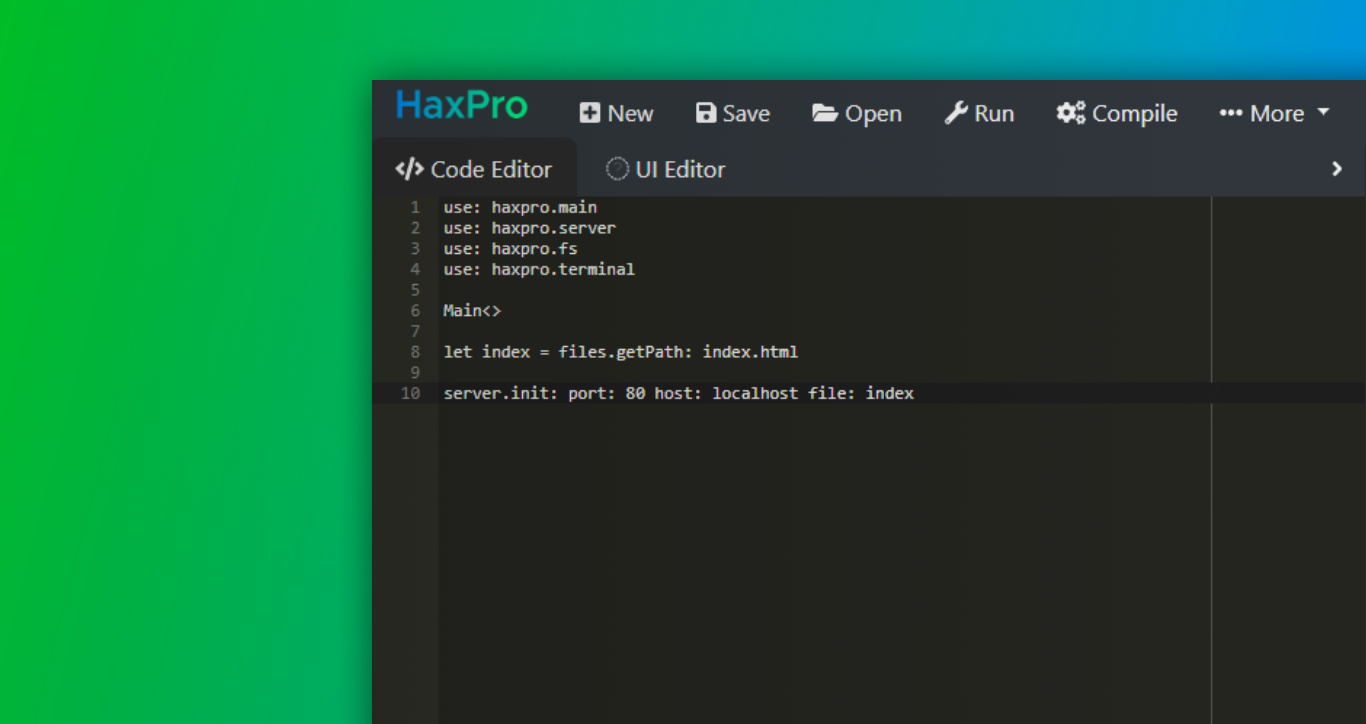 HaxPro New Save Open Run Compile More
</> Code Editor UI Editor
1 use: haxpro.main
2 use: haxpro.server
3 use: haxpro.fs
4 use: haxpro.terminal
5
6 Main<>
7
8 let index = files.getPath: index.html
9
10 server.init: port: 80 host: localhost file: index